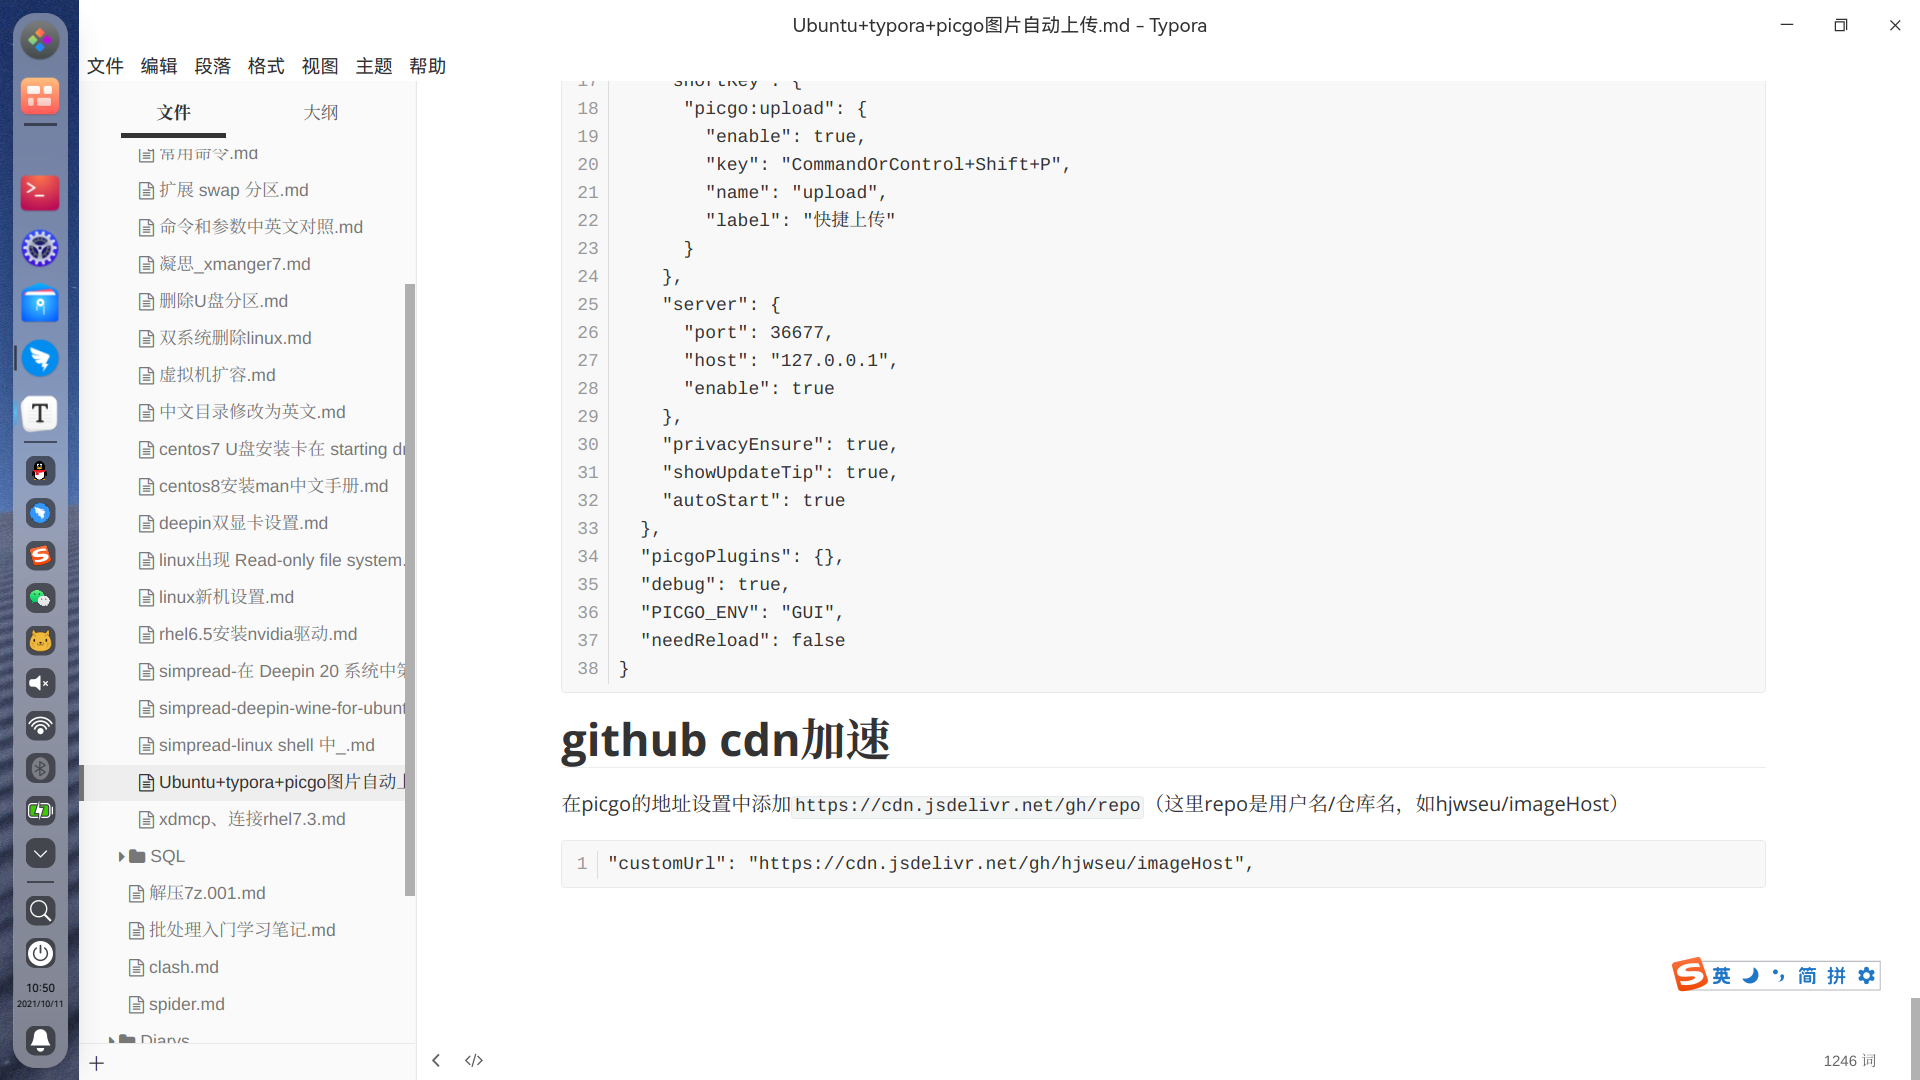 Ubuntu+typora+picgo图片自动上传.md - Typora
文件 编辑 段落 格式 视图 主题 帮助
文件 大纲
常用命令.md
扩展 swap 分区.md
命令和参数中英文对照.md
凝思_xmanger7.md
删除U盘分区.md
双系统删除linux.md
虚拟机扩容.md
中文目录修改为英文.md
centos7 U盘安装卡在 starting dr
centos8安装man中文手册.md
deepin双显卡设置.md
linux出现 Read-only file system.
linux新机设置.md
rhel6.5安装nvidia驱动.md
simpread-在 Deepin 20 系统中
simpread-deepin-wine-for-ubunt
simpread-linux shell 中_.md
Ubuntu+typora+picgo图片自动上
xdmcp、连接rhel7.3.md
SQL
解压7z.001.md
批处理入门学习笔记.md
clash.md
spider.md
Diarys
17 "shortKey": {
18 "picgo:upload": {
19 "enable": true,
20 "key": "CommandOrControl+Shift+P",
21 "name": "upload",
22 "label": "快捷上传"
23 }
24 },
25 "server": {
26 "port": 36677,
27 "host": "127.0.0.1",
28 "enable": true
29 },
30 "privacyEnsure": true,
31 "showUpdateTip": true,
32 "autoStart": true
33 },
34 "picgoPlugins": {},
35 "debug": true,
36 "PICGO_ENV": "GUI",
37 "needReload": false
38 }
github cdn加速
在picgo的地址设置中添加https://cdn.jsdelivr.net/gh/repo（这里repo是用户名/仓库名，如hjwseu/imageHost）
1 "customUrl": "https://cdn.jsdelivr.net/gh/hjwseu/imageHost",
英 简 拼
1246 词
10:50
2021/10/11